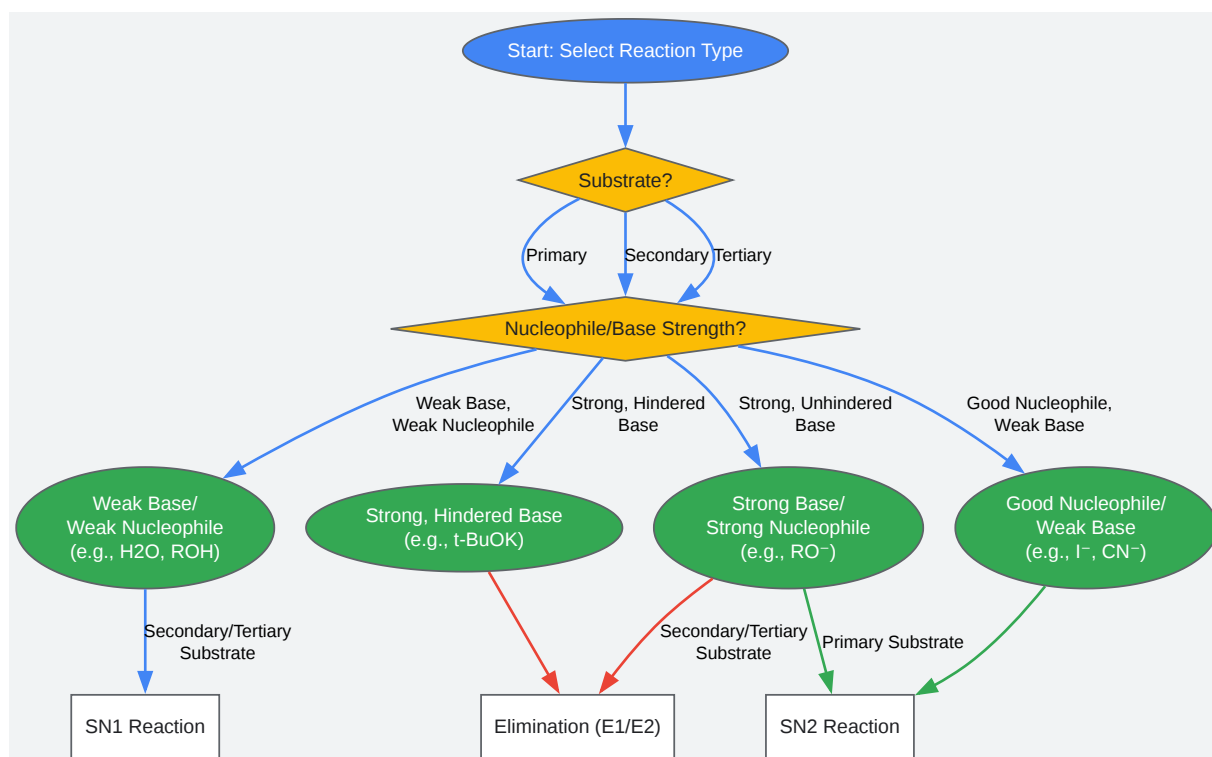 Start: Select Reaction Type
Substrate?
Primary
Secondary
Tertiary
Nucleophile/Base Strength?
Weak Base,
Weak Nucleophile
Strong, Hindered
Base
Strong, Unhindered
Base
Good Nucleophile,
Weak Base
Weak Base/
Weak Nucleophile
(e.g., H2O, ROH)
Strong, Hindered Base
(e.g., t-BuOK)
Strong Base/
Strong Nucleophile
(e.g., RO⁻)
Good Nucleophile/
Weak Base
(e.g., I⁻, CN⁻)
Secondary/Tertiary
Substrate
Secondary/Tertiary
Substrate
Primary Substrate
SN1 Reaction
Elimination (E1/E2)
SN2 Reaction